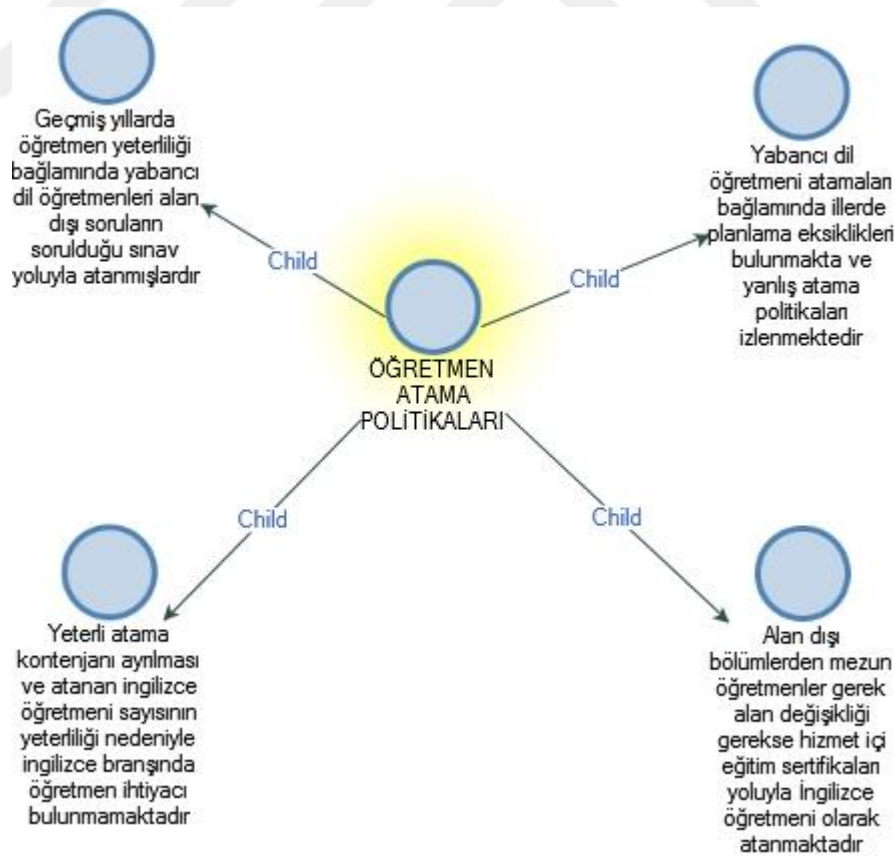 Geçmiş yıllarda
öğretmen yeterliliği
bağlamında yabancı
dil öğretmenleri alan
dışı soruların
sorulduğu sınav
yoluyla atanmışlardır
Yabancı dil
öğretmeni atamaları
bağlamında illerde
planlama eksiklikleri
bulunmakta ve
yanlış atama
politikaları
izlenmektedir
Child
Child
ÖĞRETMEN
ATAMA
POLİTİKALARI
Child
Child
Yeterli atama
kontenjanı ayrılması
ve atanan ingilizce
öğretmeni sayısının
yeterliliği nedeniyle
ingilizce branşında
öğretmen ihtiyacı
bulunmamaktadır
Alan dışı
bölümlerden mezun
öğretmenler gerek
alan değişikliği
gerekse hizmet içi
eğitim sertifikaları
yoluyla İngilizce
öğretmeni olarak
atanmaktadır